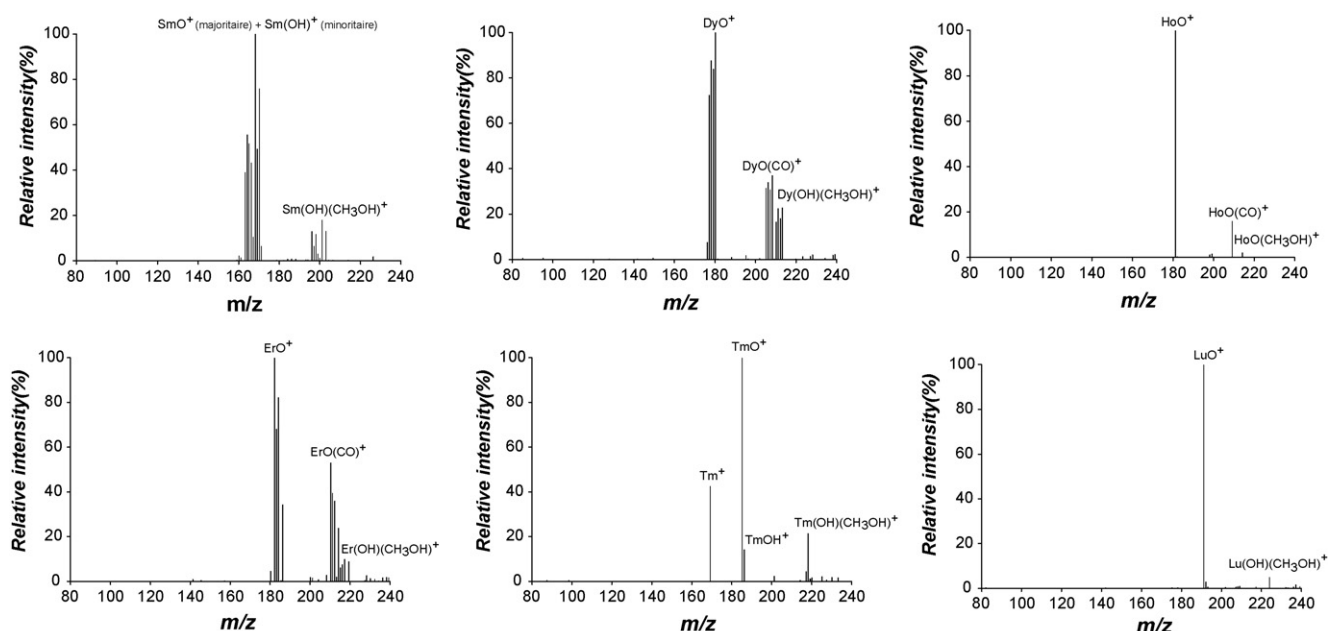 SmO⁺ (majoritaire) + Sm(OH)⁺ (minoritaire)
Relative intensity(%)
100
80
60
40
20
0
Sm(OH)(CH3OH)⁺
80 100 120 140 160 180 200 220 240
m/z
DyO⁺
Relative intensity(%)
100
80
60
40
20
0
DyO(CO)⁺
Dy(OH)(CH3OH)⁺
80 100 120 140 160 180 200 220 240
m/z
HoO⁺
Relative intensity(%)
100
80
60
40
20
0
HoO(CO)⁺
HoO(CH3OH)⁺
80 100 120 140 160 180 200 220 240
m/z
ErO⁺
Relative intensity(%)
100
80
60
40
20
0
ErO(CO)⁺
Er(OH)(CH3OH)⁺
80 100 120 140 160 180 200 220 240
m/z
TmO⁺
Relative intensity(%)
100
80
60
40
20
0
Tm⁺
TmOH⁺
Tm(OH)(CH3OH)⁺
80 100 120 140 160 180 201 221 240
m/z
LuO⁺
Relative intensity(%)
100
80
60
40
20
0
Lu(OH)(CH3OH)⁺
80 100 120 140 160 180 200 220 240
m/z